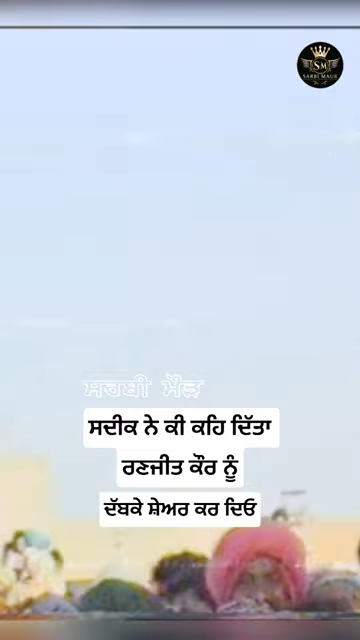 SM
SARBI MAUR
ਸਰਬੀ ਮੌੜ
ਸਦੀਕ ਨੇ ਕੀ ਕਹਿ ਦਿੱਤਾ
ਰਣਜੀਤ ਕੌਰ ਨੂੰ
ਦੱਬਕੇ ਸ਼ੇਅਰ ਕਰ ਦਿਓ